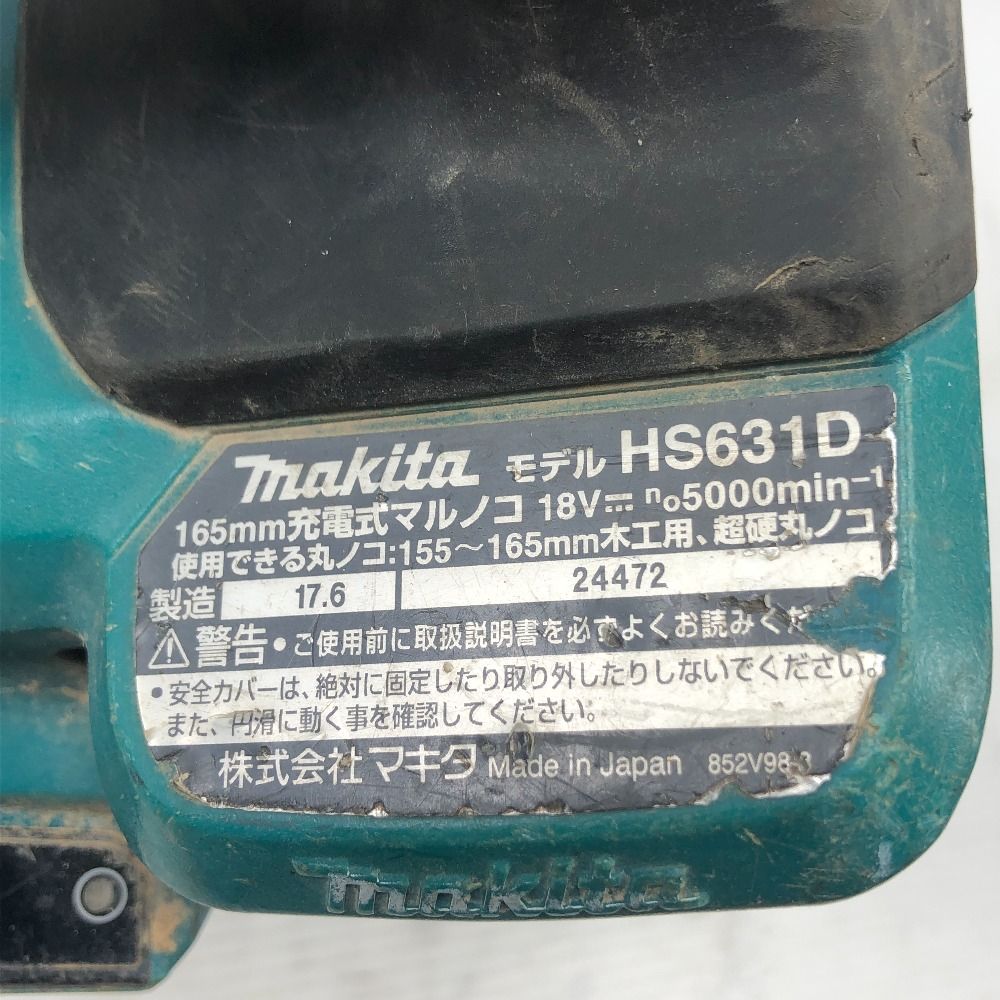 makita モデル HS631D
165mm充電式マルノコ 18V⎓ n₀5000min⁻¹
使用できる丸ノコ:155～165mm木工用、超硬丸ノコ
製造 17.6 24472
⚠警告 • ご使用前に取扱説明書を必ずよくお読みくだ
• 安全カバーは、絶対に固定したり取り外したりしないでください。
また、円滑に動く事を確認してください。
株式会社 マキタ Made in Japan 852V98-3
makita